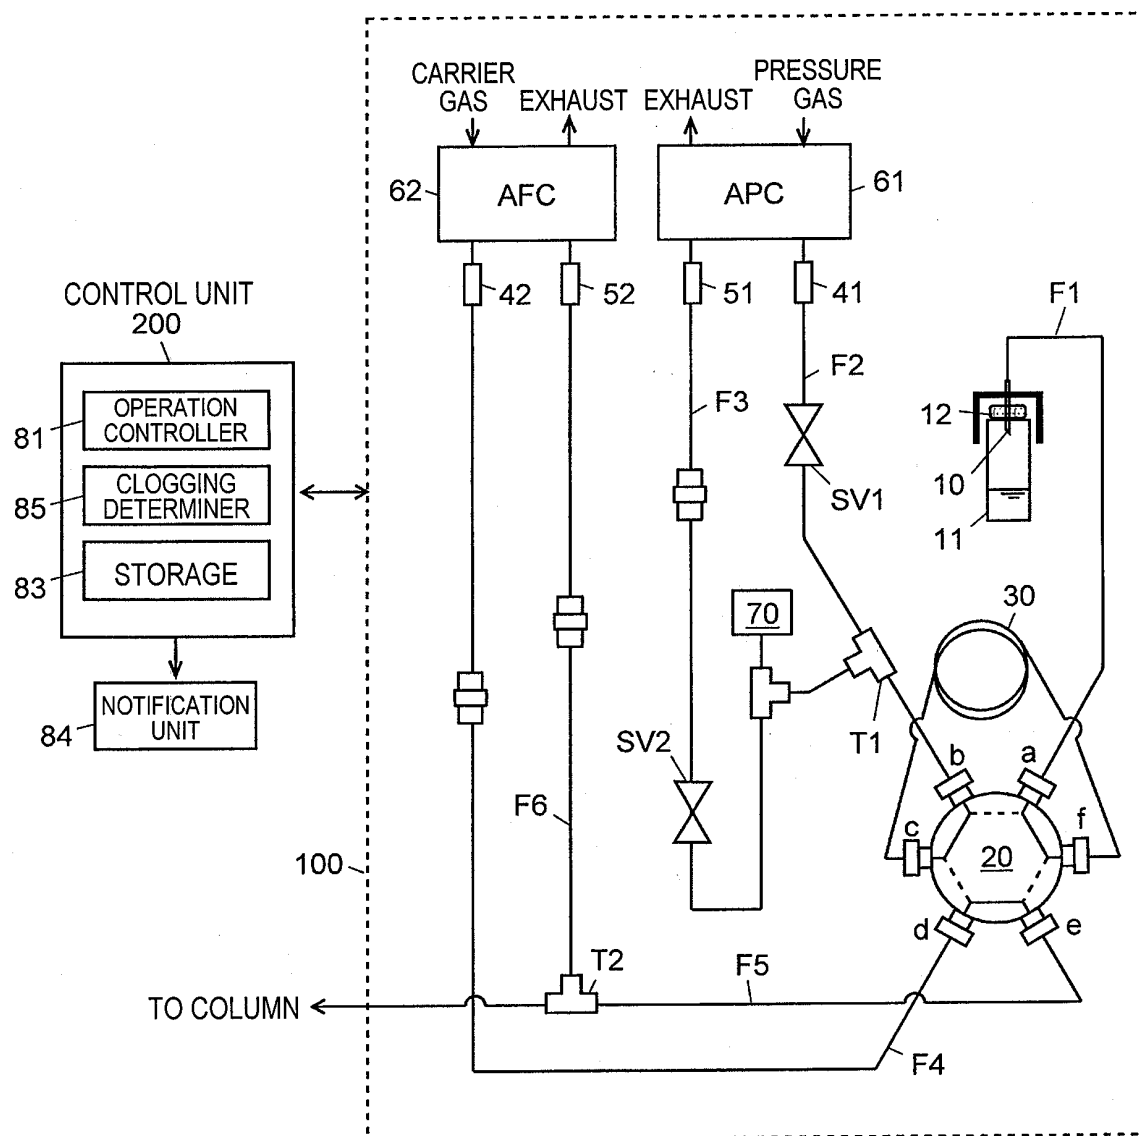 CARRIER
GAS
EXHAUST
EXHAUST
PRESSURE
GAS
62
AFC
APC
61
42
52
51
41
F1
CONTROL UNIT
200
F2
F3
12
OPERATION
CONTROLLER
81
SV1
10
CLOGGING
DETERMINER
85
11
STORAGE
83
70
30
NOTIFICATION
UNIT
84
SV2
T1
b
a
F6
c
f
100
20
d
e
T2
F5
TO COLUMN
F4